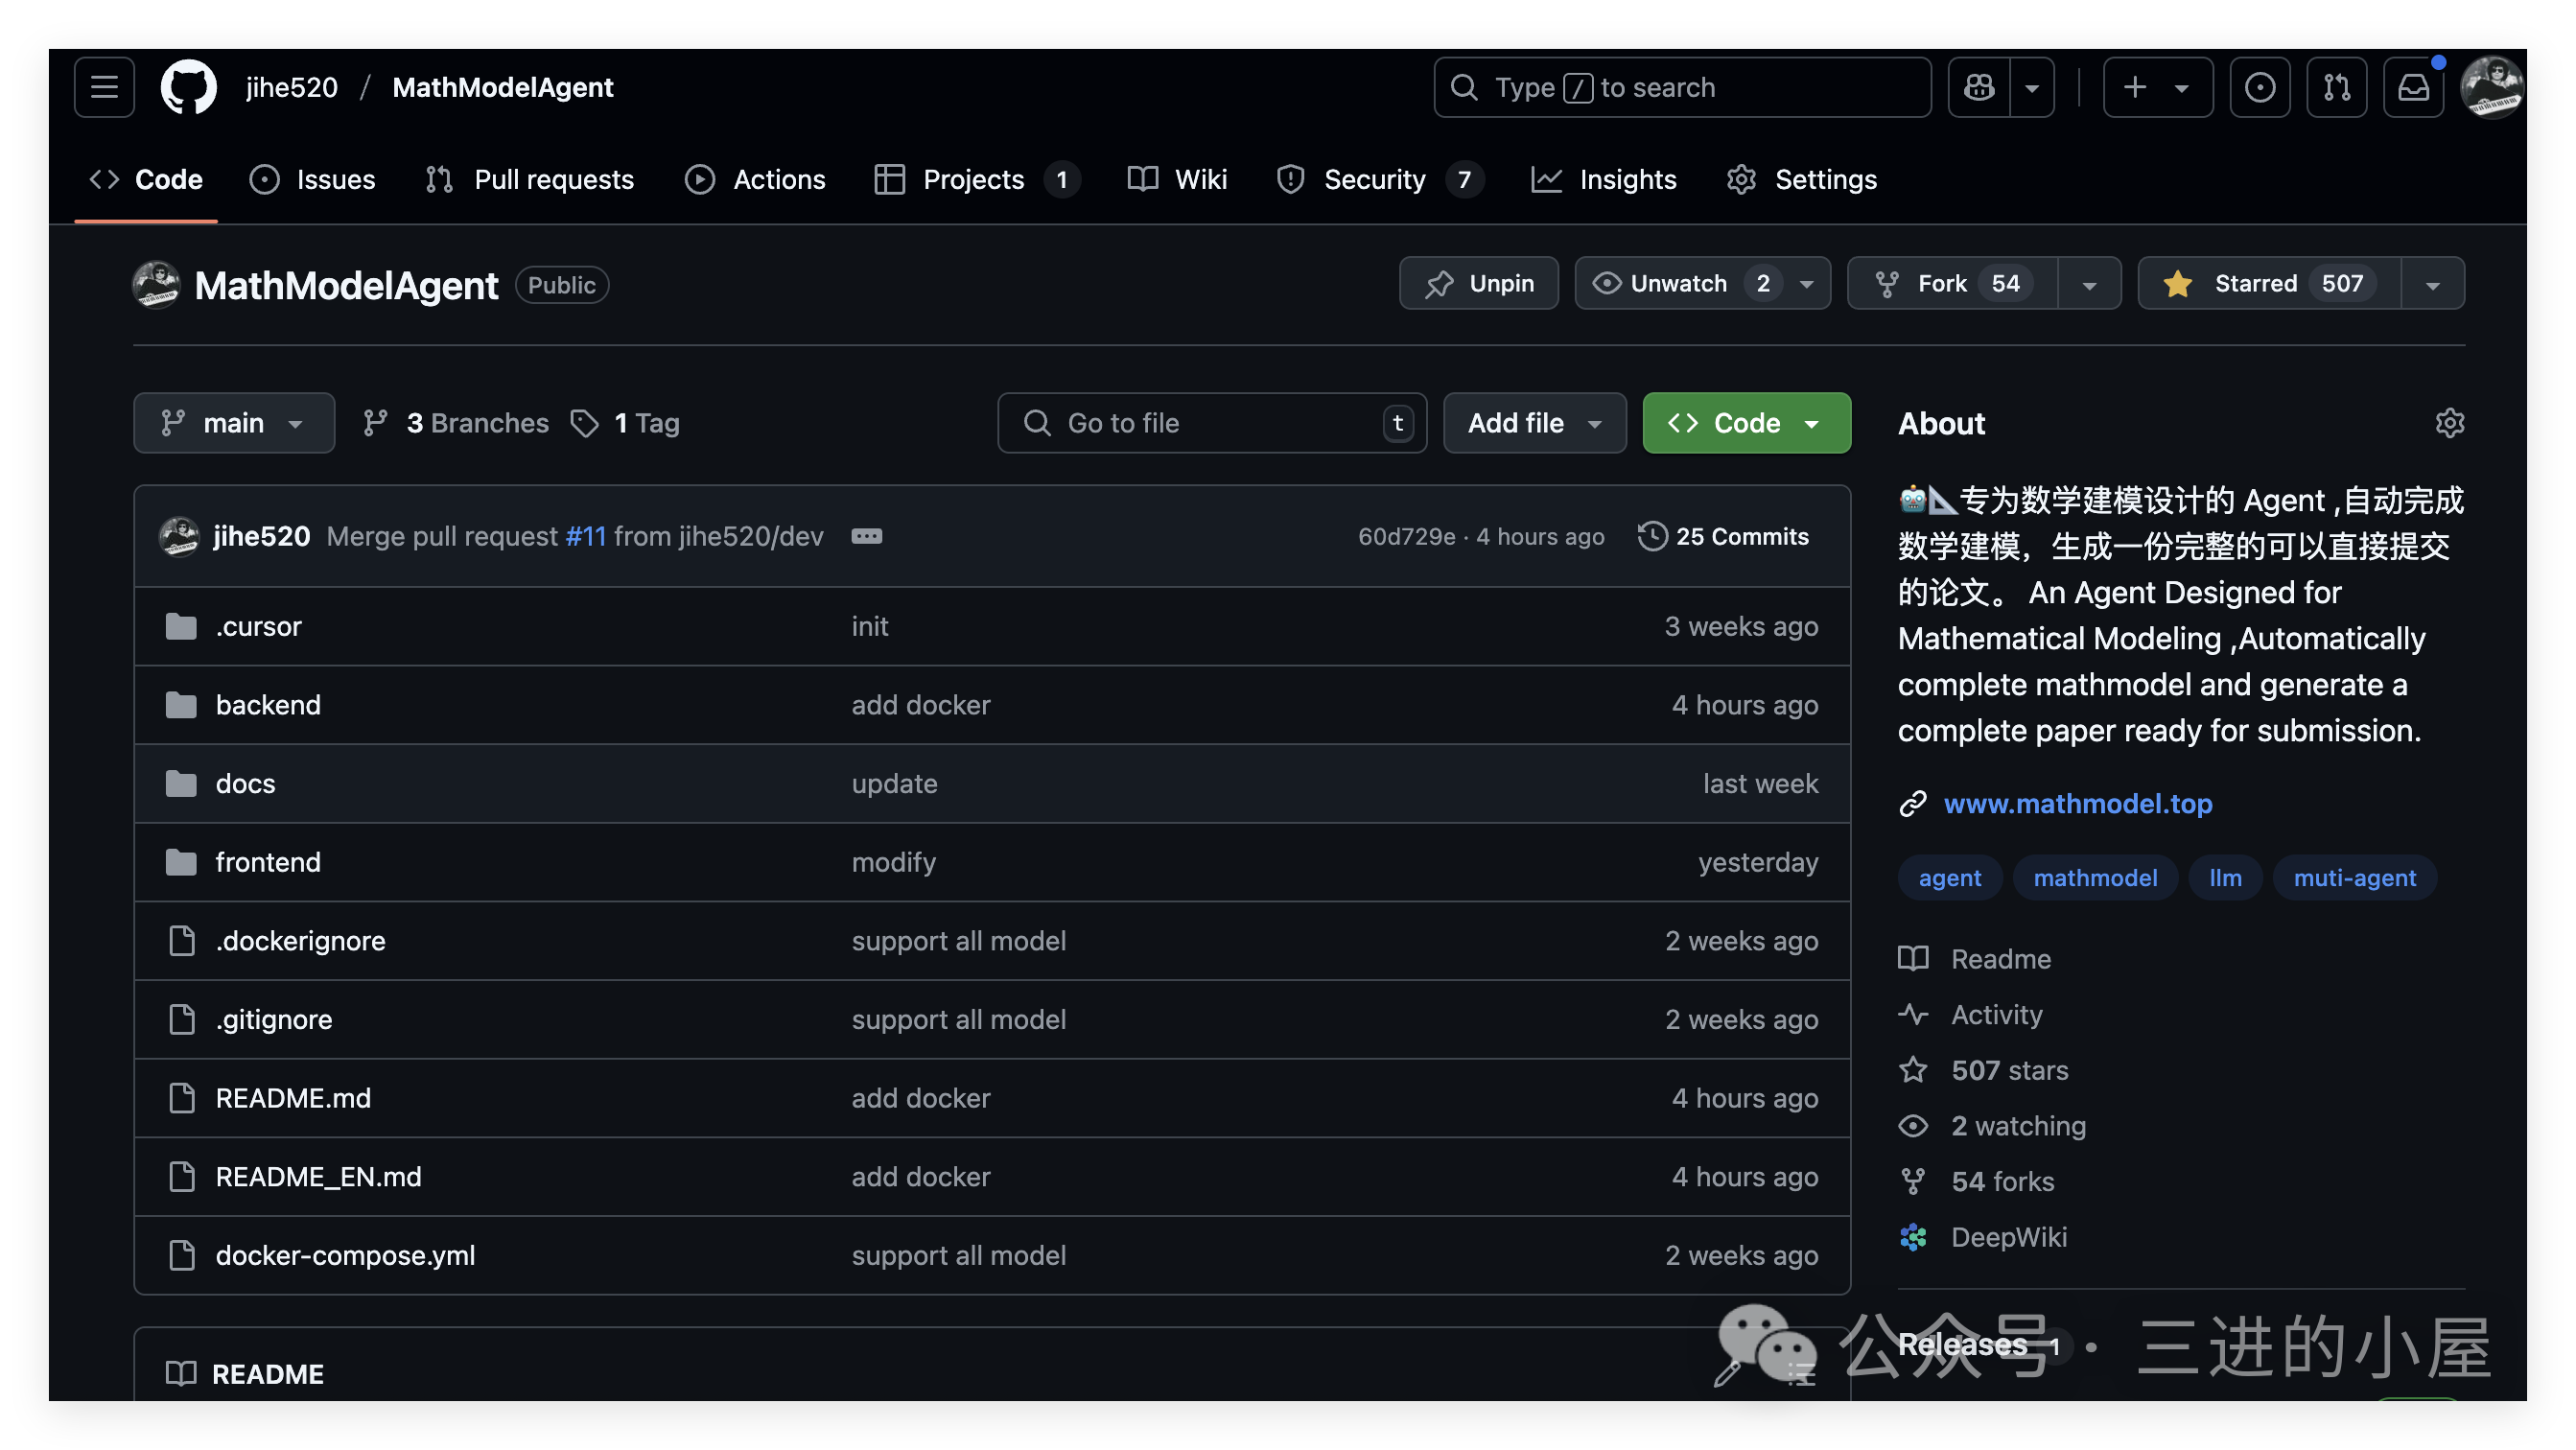 jihe520 / MathModelAgent
Type / to search
Code
Issues
Pull requests
Actions
Projects 1
Wiki
Security 7
Insights
Settings
MathModelAgent Public
Unpin
Unwatch 2
Fork 54
Starred 507
main
3 Branches
1 Tag
Go to file t
Add file
Code
jihe520 Merge pull request #11 from jihe520/dev
60d729e · 4 hours ago
25 Commits
.cursor init 3 weeks ago
backend add docker 4 hours ago
docs update last week
frontend modify yesterday
.dockerignore support all model 2 weeks ago
.gitignore support all model 2 weeks ago
README.md add docker 4 hours ago
README_EN.md add docker 4 hours ago
docker-compose.yml support all model 2 weeks ago
README
About
专为数学建模设计的 Agent ,自动完成
数学建模，生成一份完整的可以直接提交
的论文。 An Agent Designed for
Mathematical Modeling ,Automatically
complete mathmodel and generate a
complete paper ready for submission.
www.mathmodel.top
agent
mathmodel
llm
muti-agent
Readme
Activity
507 stars
2 watching
54 forks
DeepWiki
Releases 1
公众号 · 三进的小屋